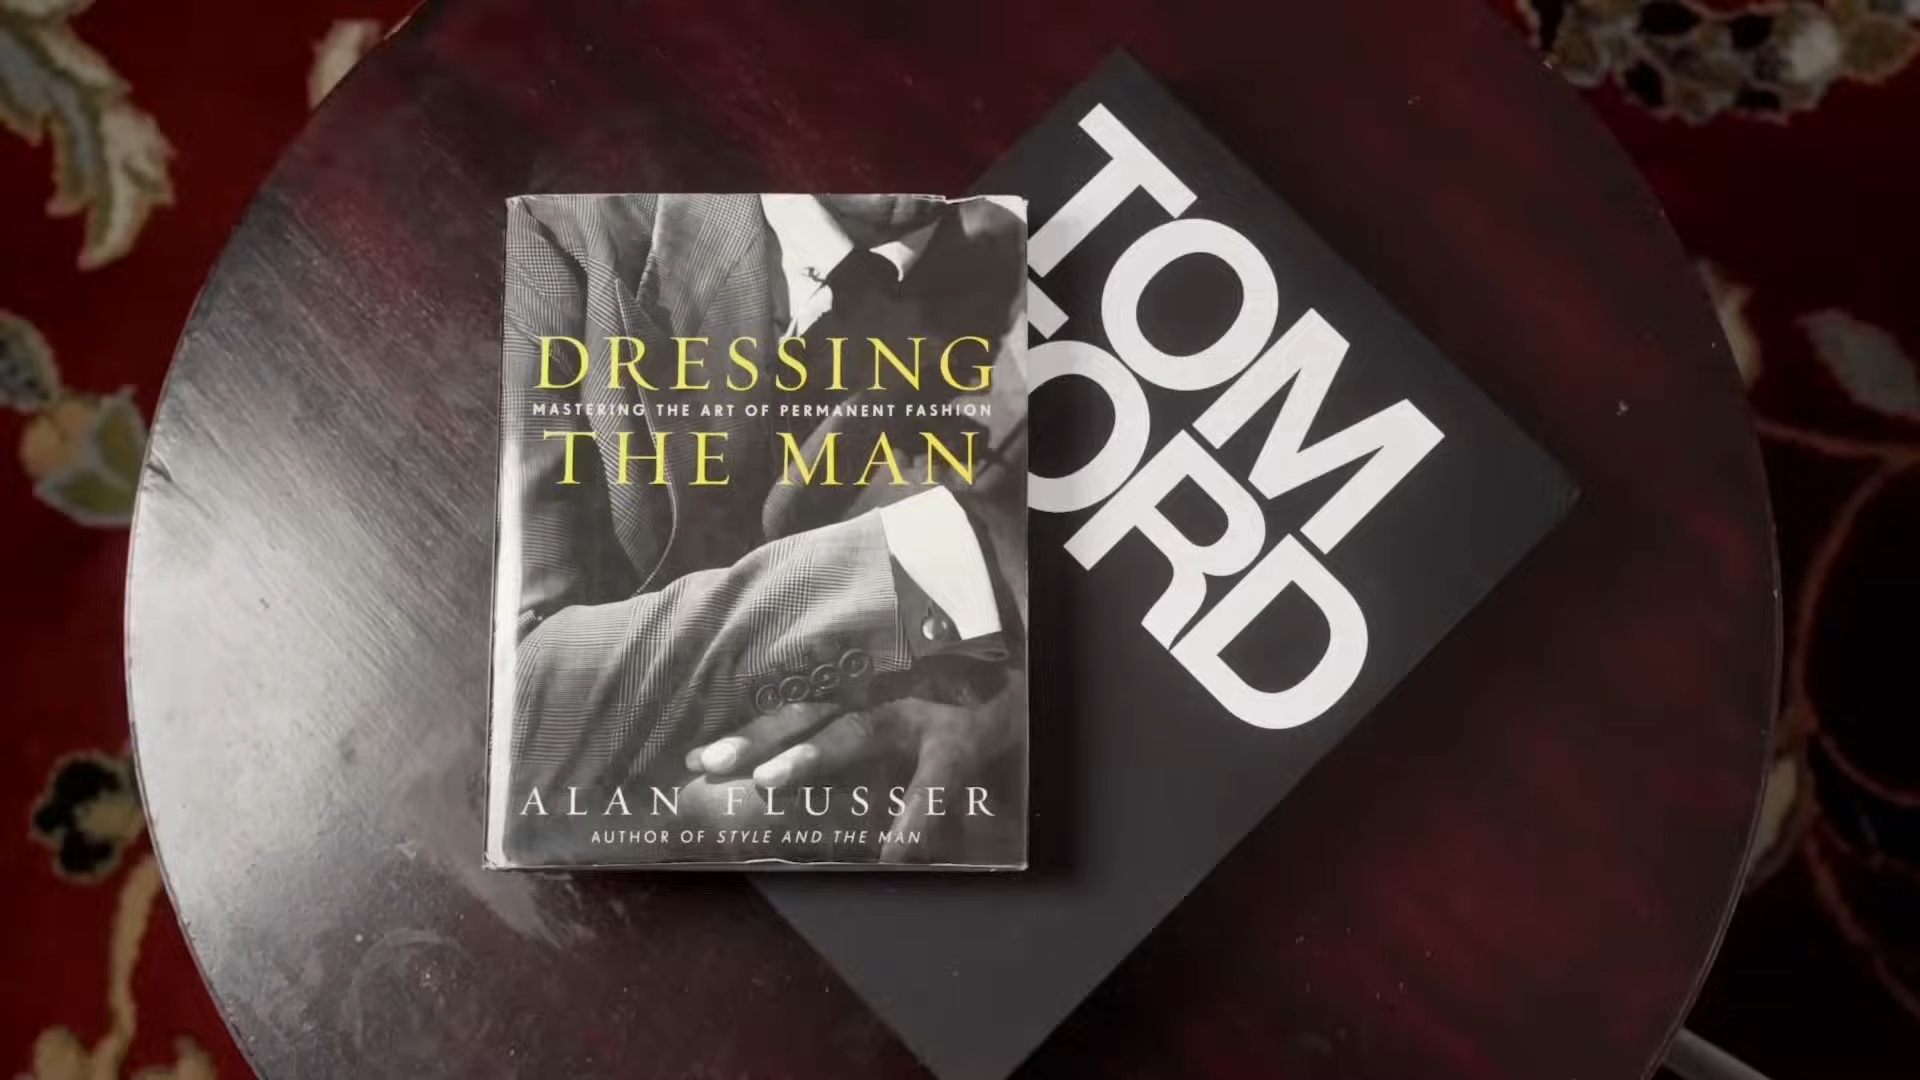 DRESSING
MASTERING THE ART OF PERMANENT FASHION
THE MAN
ALAN FLUSSER
AUTHOR OF STYLE AND THE MAN
TOM
FORD